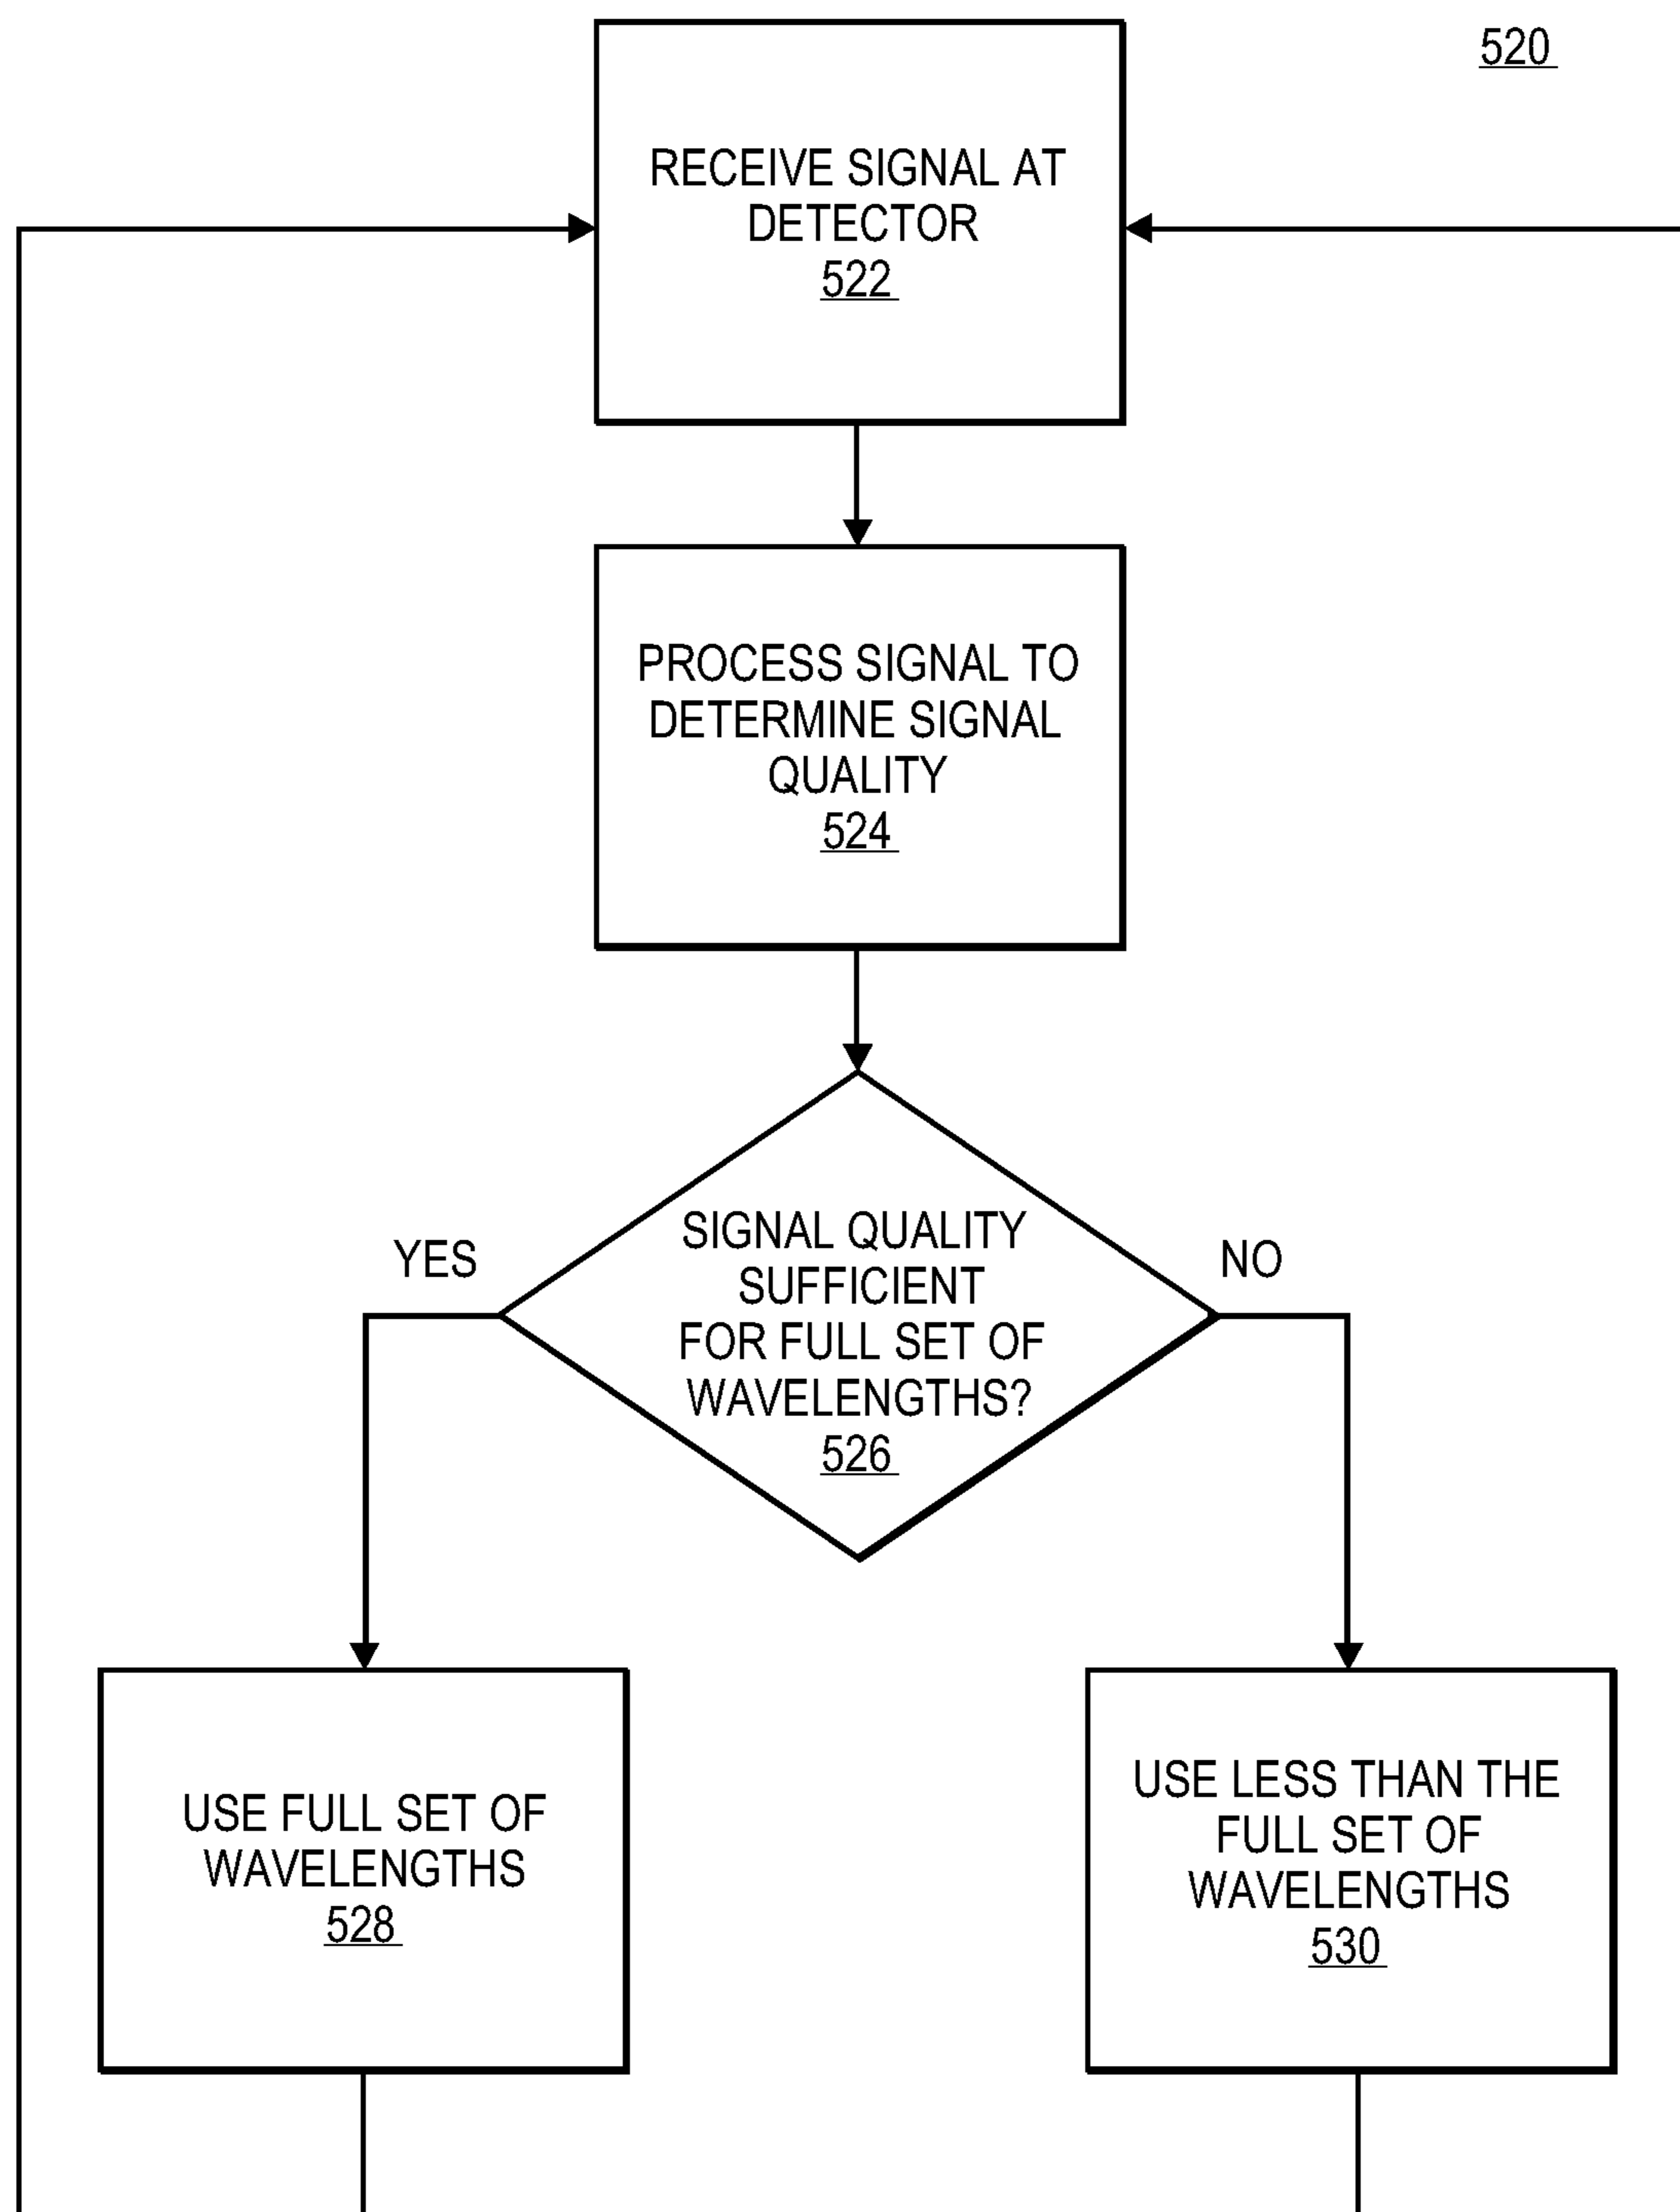 520
RECEIVE SIGNAL AT
DETECTOR
522
PROCESS SIGNAL TO
DETERMINE SIGNAL
QUALITY
524
SIGNAL QUALITY
SUFFICIENT
FOR FULL SET OF
WAVELENGTHS?
526
YES
NO
USE FULL SET OF
WAVELENGTHS
528
USE LESS THAN THE
FULL SET OF
WAVELENGTHS
530